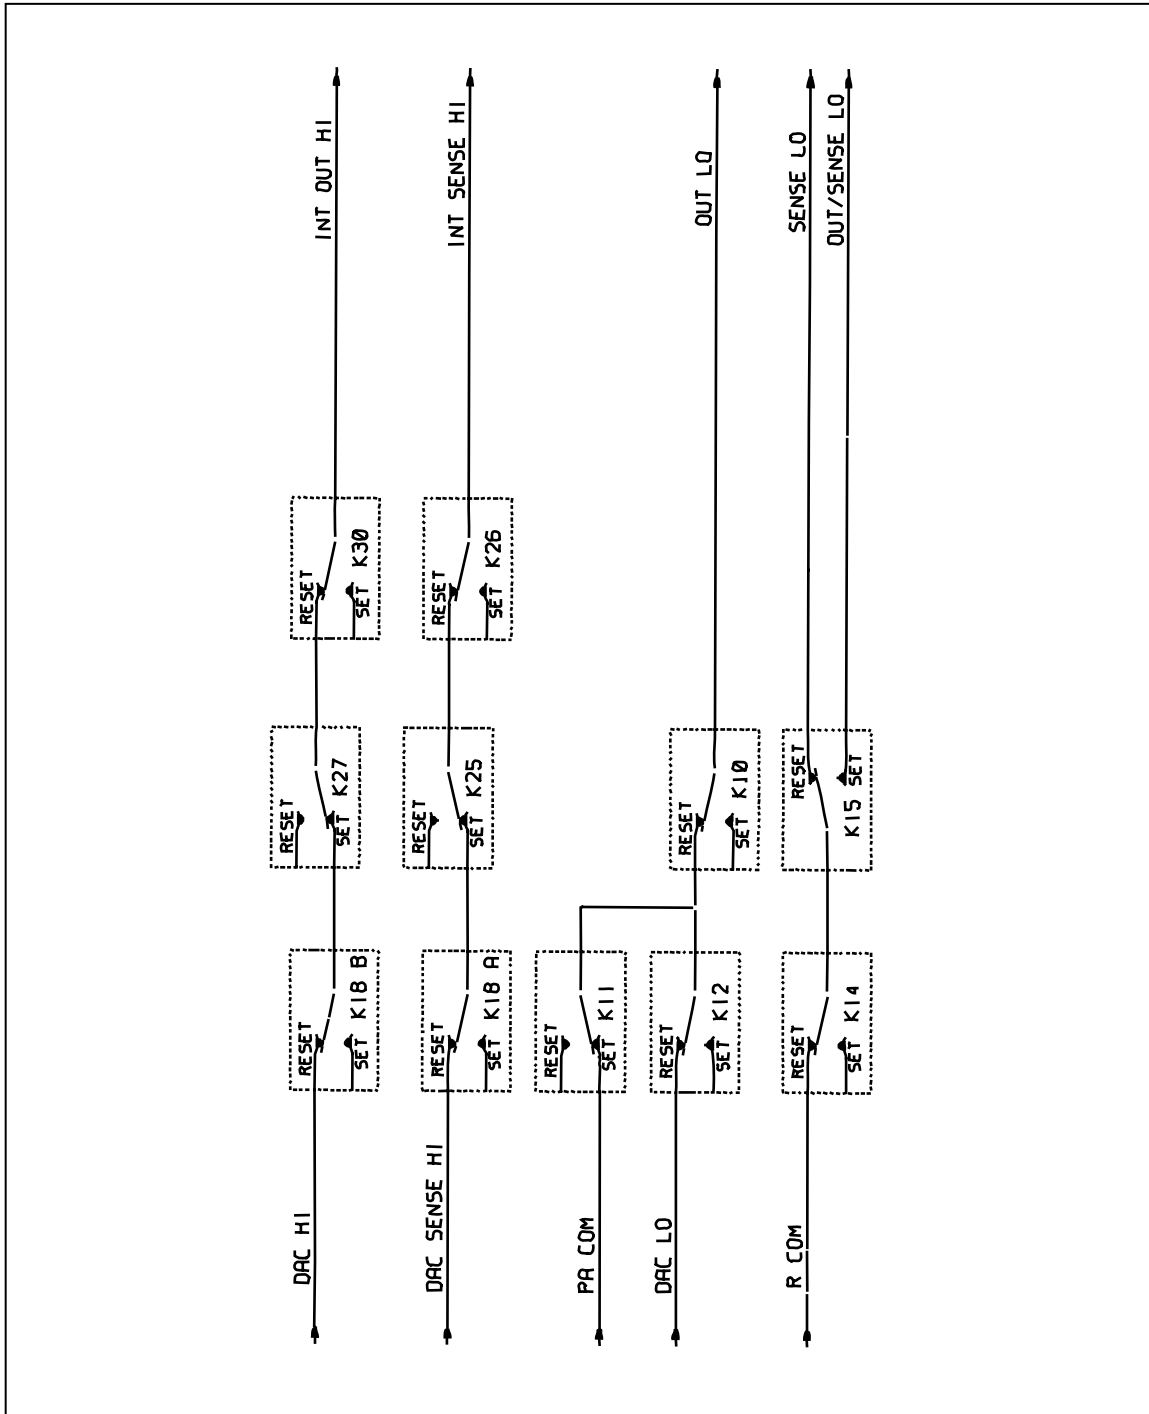 INT OUT HI
INT SENSE HI
OUT LO
SENSE LO
OUT/SENSE LO
RESET
SET K30
RESET
SET K26
RESET
SET K27
RESET
SET K25
RESET
SET K10
RESET
K15 SET
RESET
SET K18 B
RESET
SET K18 A
RESET
SET K11
RESET
SET K12
RESET
SET K14
DAC HI
DAC SENSE HI
PA COM
DAC LO
R COM